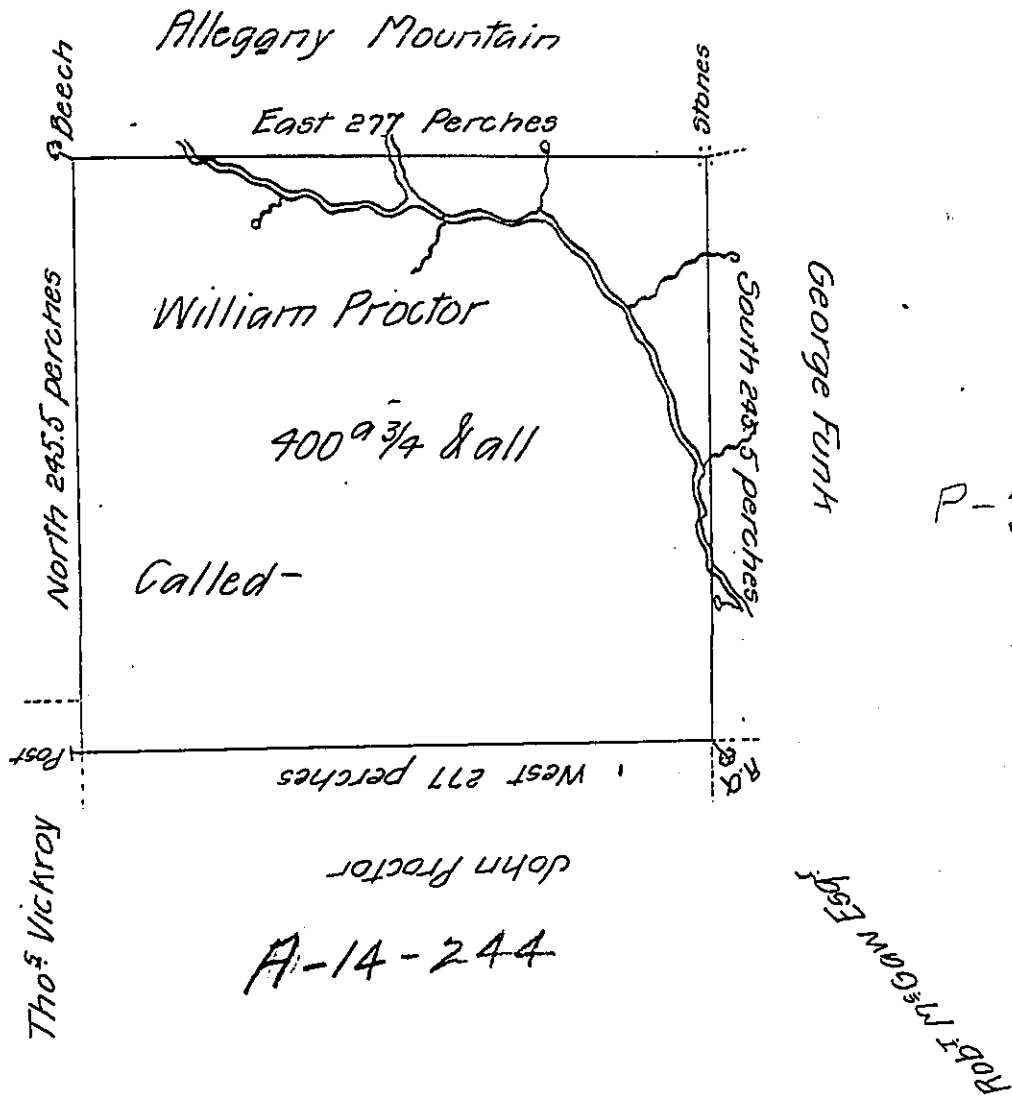 Allegany Mountain
Beech
Stones
East 277 Perches
North 245.5 perches
William Proctor
South 245.5 perches
George Funk
400 a 3/4 & all
P-
Called-
Post
West 277 perches
John Proctor
Thos Vickroy
A-14-244
Robt McGaw Esqr